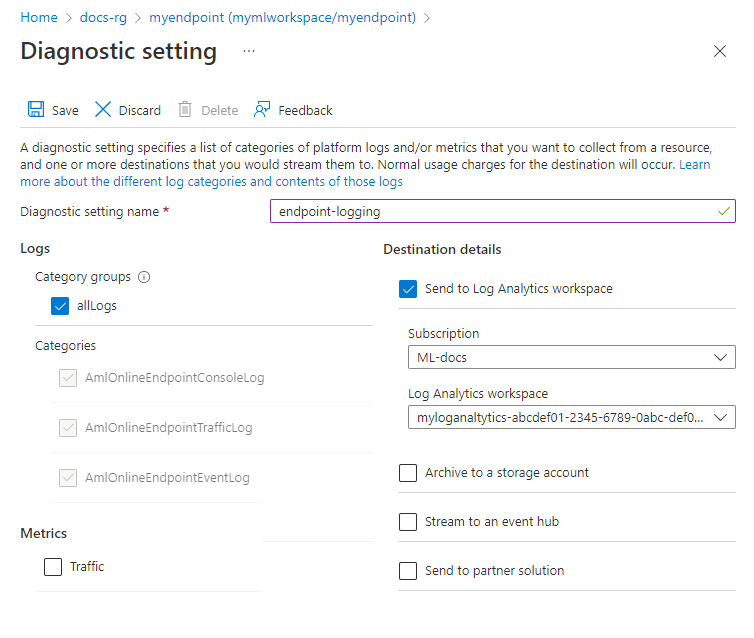 Home > docs-rg > myendpoint (mymlworkspace/myendpoint) >
Diagnostic setting ...
Save Discard Delete Feedback
A diagnostic setting specifies a list of categories of platform logs and/or metrics that you want to collect from a resource,
and one or more destinations that you would stream them to. Normal usage charges for the destination will occur. Learn
more about the different log categories and contents of those logs
Diagnostic setting name *
endpoint-logging
Logs
Category groups
allLogs
Categories
AmlOnlineEndpointConsoleLog
AmlOnlineEndpointTrafficLog
AmlOnlineEndpointEventLog
Metrics
Traffic
Destination details
Send to Log Analytics workspace
Subscription
ML-docs
Log Analytics workspace
myloganaltytics-abcdef01-2345-6789-0abc-def0...
Archive to a storage account
Stream to an event hub
Send to partner solution